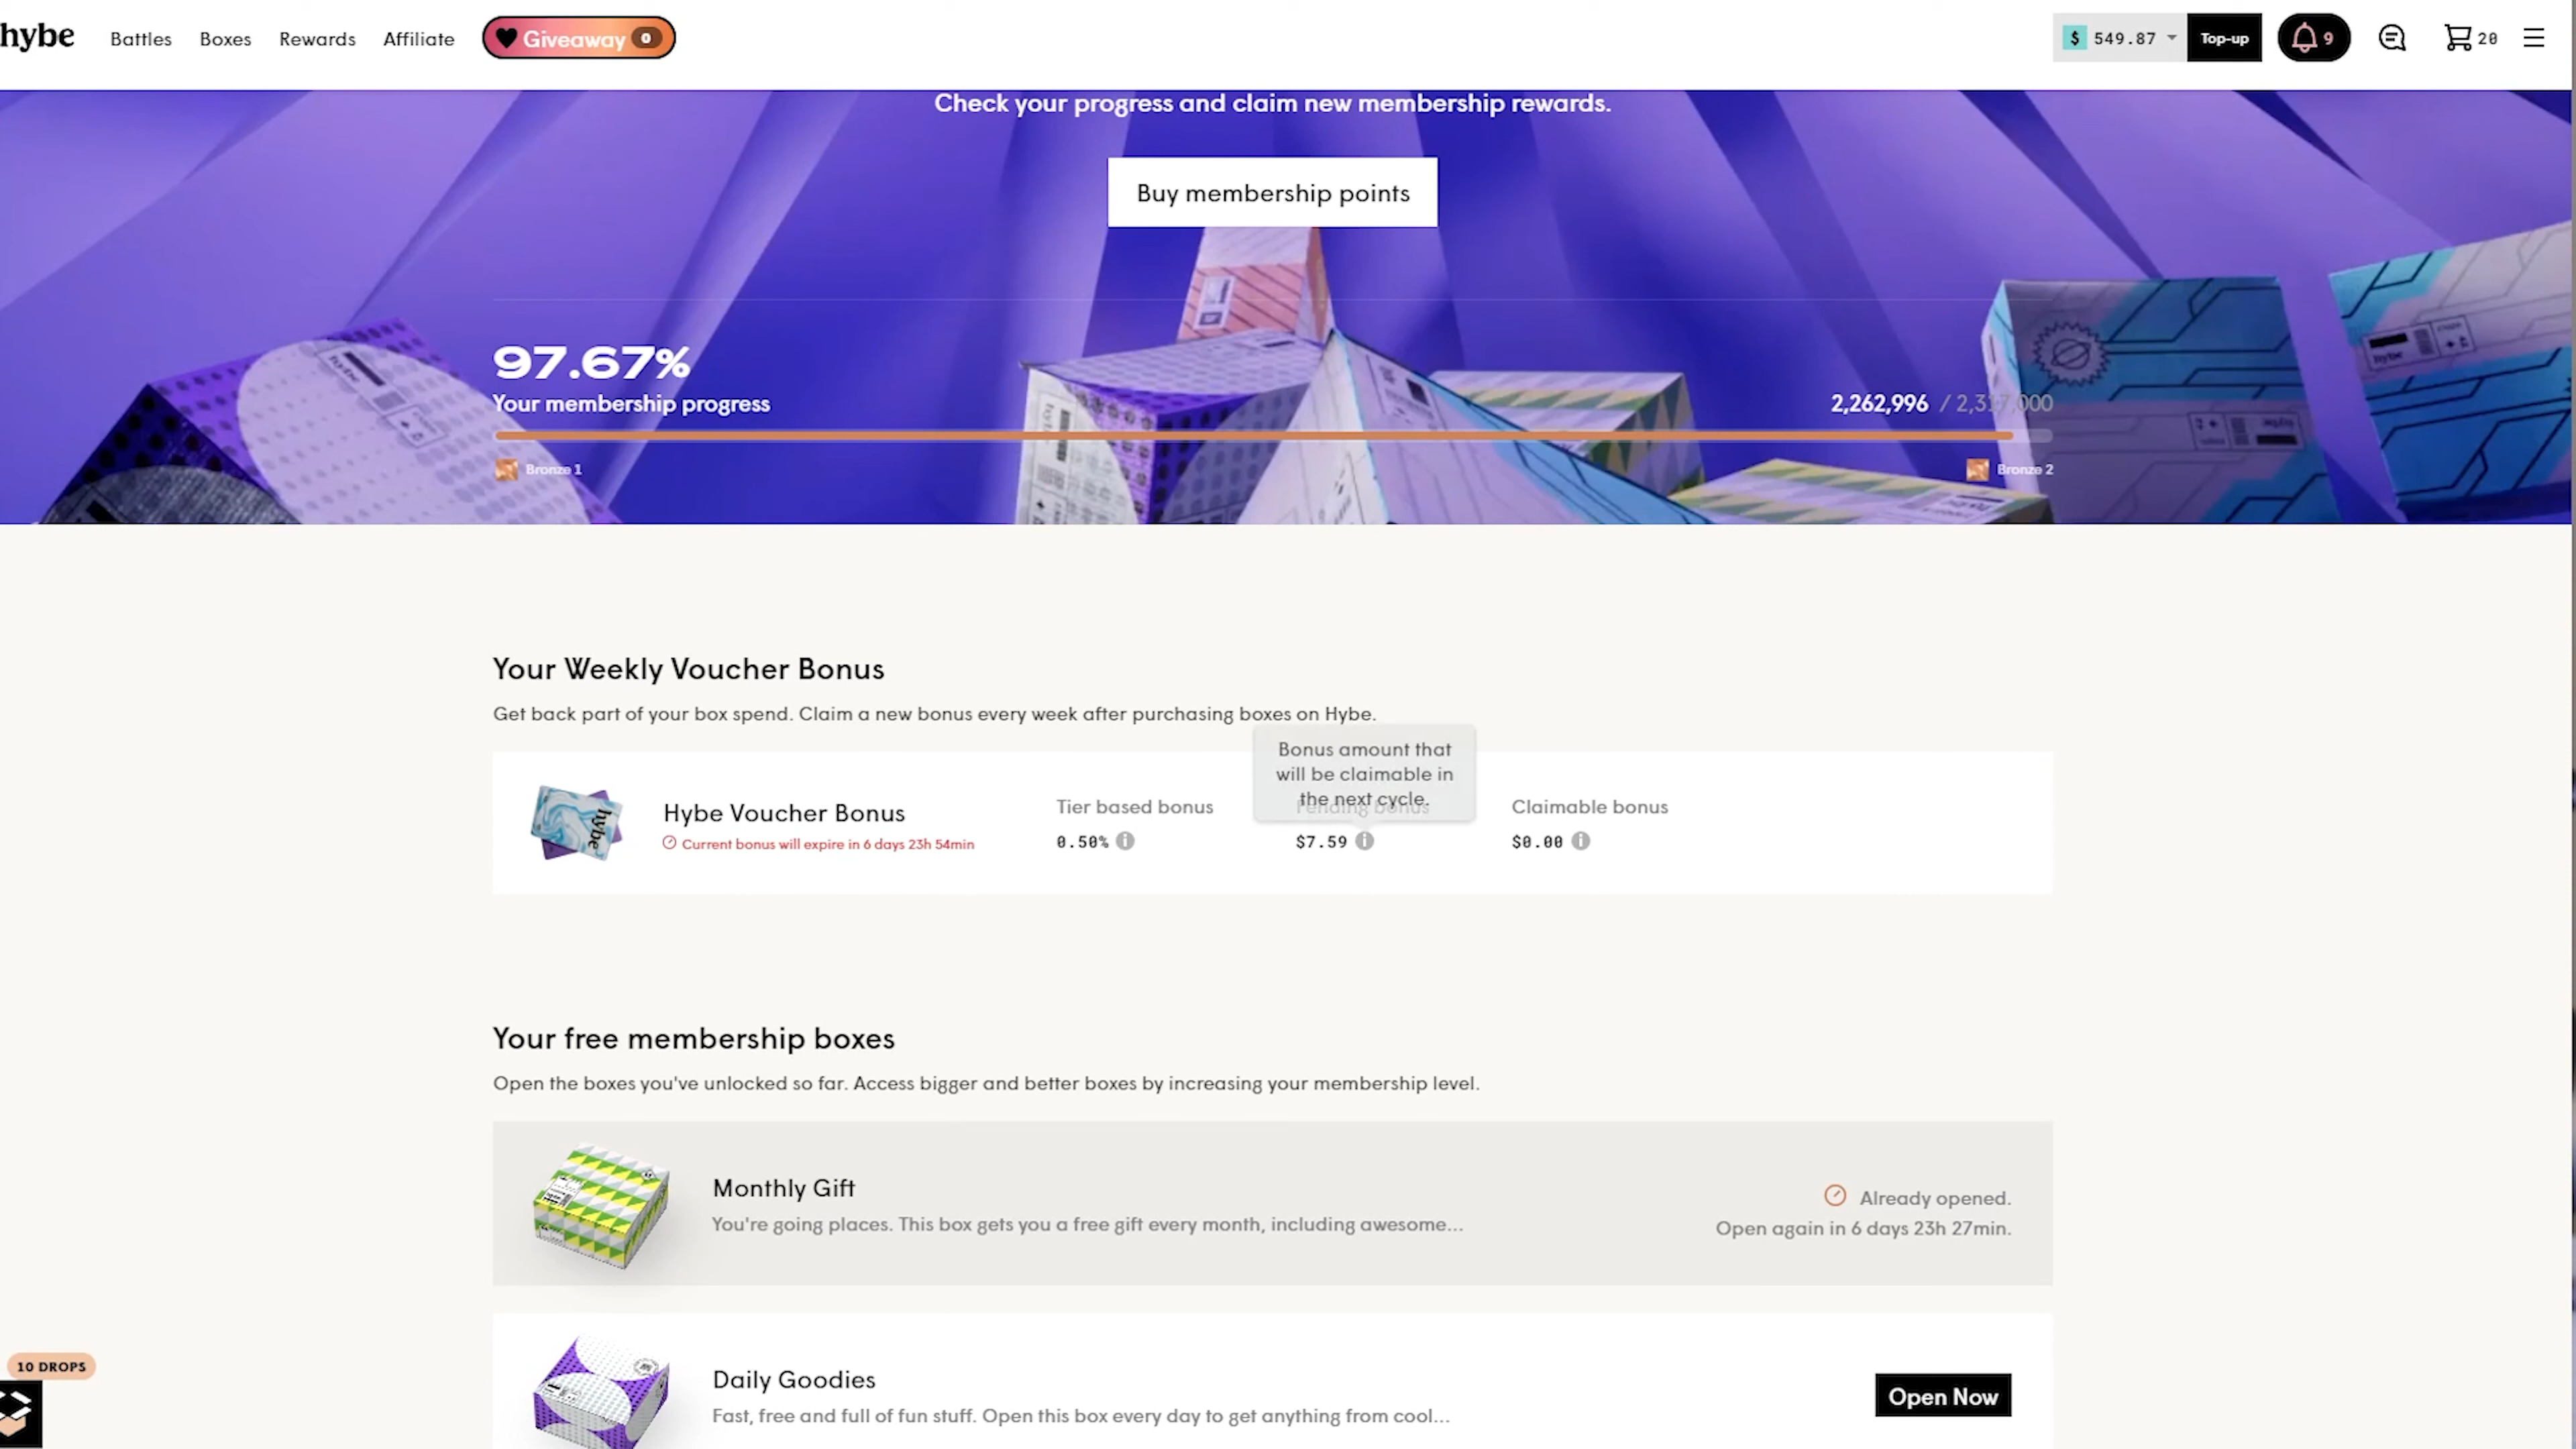 hybe
Battles
Boxes
Rewards
Affiliate
Giveaway 0
$ 549.87
Top-up
9
20
Check your progress and claim new membership rewards.
Buy membership points
97.67%
Your membership progress
2,262,996 / 2,317,000
Bronze 1
Bronze 2
Your Weekly Voucher Bonus
Get back part of your box spend. Claim a new bonus every week after purchasing boxes on Hybe.
Bonus amount that
will be claimable in
the next cycle.
hybe
Hybe Voucher Bonus
Current bonus will expire in 6 days 23h 54min
Tier based bonus
0.50%
Pending bonus
$7.59
Claimable bonus
$0.00
Your free membership boxes
Open the boxes you've unlocked so far. Access bigger and better boxes by increasing your membership level.
Monthly Gift
You're going places. This box gets you a free gift every month, including awesome...
Already opened.
Open again in 6 days 23h 27min.
10 DROPS
Daily Goodies
Fast, free and full of fun stuff. Open this box every day to get anything from cool...
Open Now